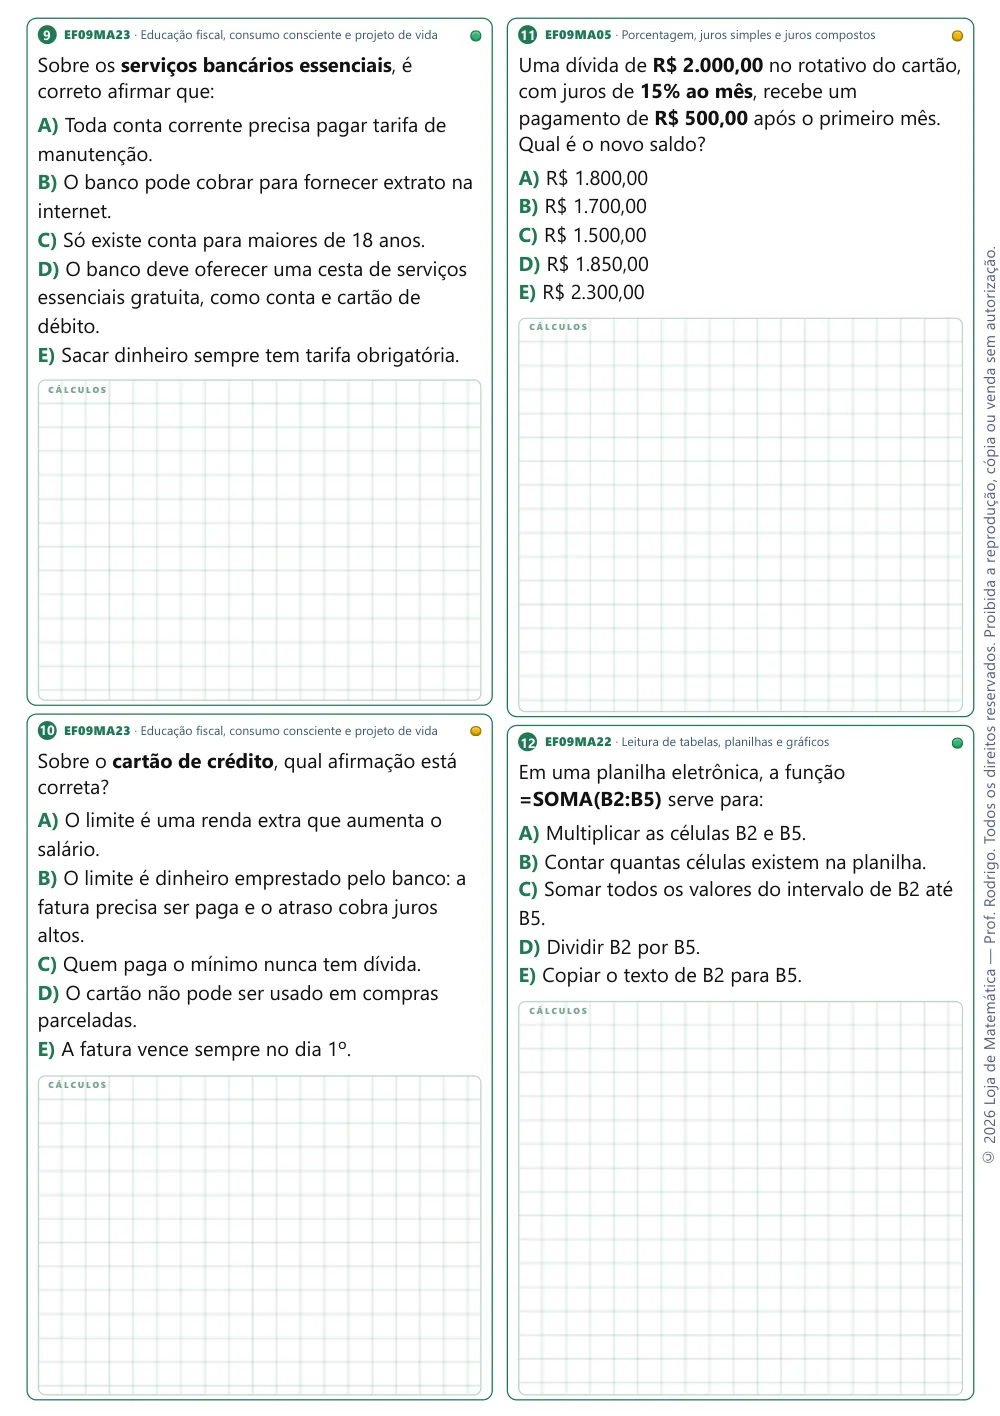 9 EF09MA23 · Educação fiscal, consumo consciente e projeto de vida
Sobre os serviços bancários essenciais, é
correto afirmar que:
A) Toda conta corrente precisa pagar tarifa de
manutenção.
B) O banco pode cobrar para fornecer extrato na
internet.
C) Só existe conta para maiores de 18 anos.
D) O banco deve oferecer uma cesta de serviços
essenciais gratuita, como conta e cartão de
débito.
E) Sacar dinheiro sempre tem tarifa obrigatória.
CÁLCULOS
10 EF09MA23 · Educação fiscal, consumo consciente e projeto de vida
Sobre o cartão de crédito, qual afirmação está
correta?
A) O limite é uma renda extra que aumenta o
salário.
B) O limite é dinheiro emprestado pelo banco: a
fatura precisa ser paga e o atraso cobra juros
altos.
C) Quem paga o mínimo nunca tem dívida.
D) O cartão não pode ser usado em compras
parceladas.
E) A fatura vence sempre no dia 1º.
CÁLCULOS
11 EF09MA05 · Porcentagem, juros simples e juros compostos
Uma dívida de R$ 2.000,00 no rotativo do cartão,
com juros de 15% ao mês, recebe um
pagamento de R$ 500,00 após o primeiro mês.
Qual é o novo saldo?
A) R$ 1.800,00
B) R$ 1.700,00
C) R$ 1.500,00
D) R$ 1.850,00
E) R$ 2.300,00
CÁLCULOS
12 EF09MA22 · Leitura de tabelas, planilhas e gráficos
Em uma planilha eletrônica, a função
=SOMA(B2:B5) serve para:
A) Multiplicar as células B2 e B5.
B) Contar quantas células existem na planilha.
C) Somar todos os valores do intervalo de B2 até
B5.
D) Dividir B2 por B5.
E) Copiar o texto de B2 para B5.
CÁLCULOS
© 2026 Loja de Matemática — Prof. Rodrigo. Todos os direitos reservados. Proibida a reprodução, cópia ou venda sem autorização.